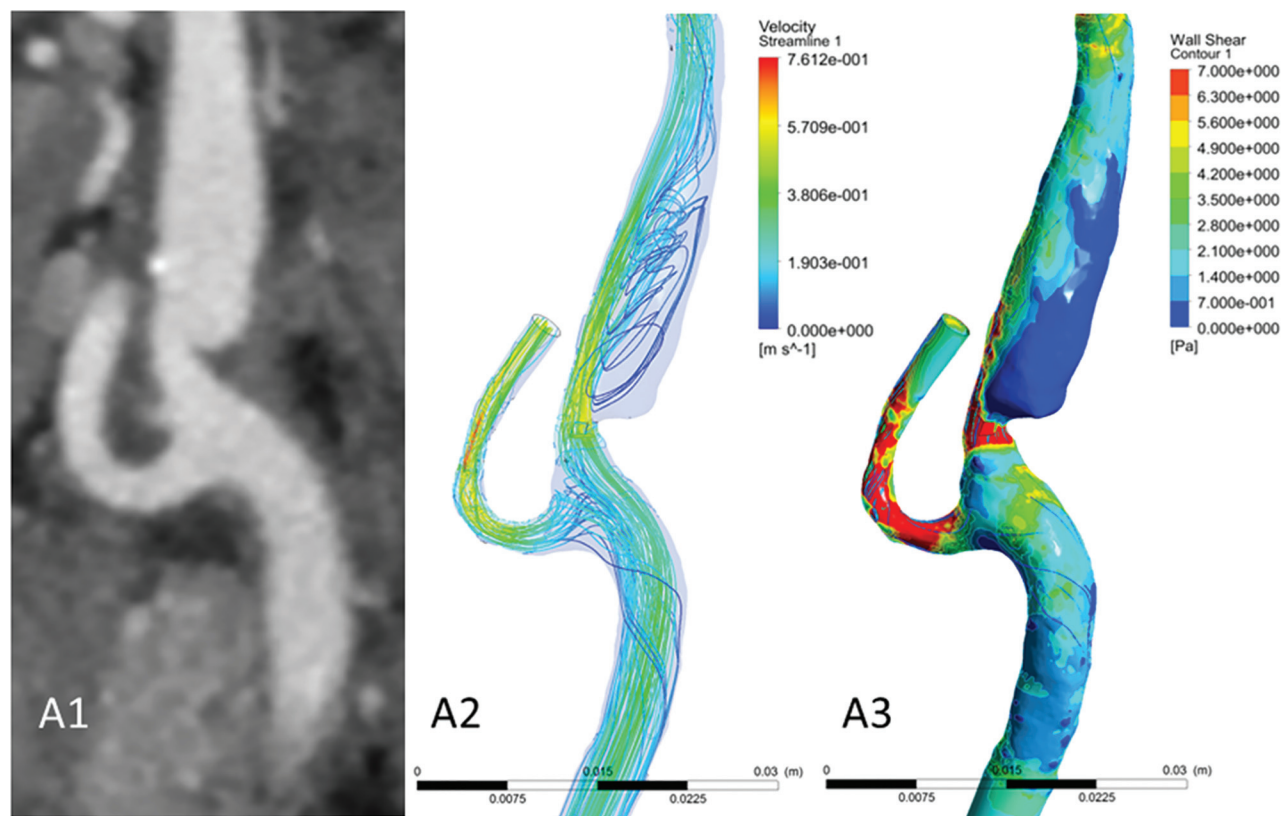 A1
Velocity
Streamline 1
7.612e-001
5.709e-001
3.806e-001
1.903e-001
0.000e+000
[m s^-1]
A2
0
0.015
0.03
(m)
0.0075
0.0225
Wall Shear
Contour 1
7.000e+000
6.300e+000
5.600e+000
4.900e+000
4.200e+000
3.500e+000
2.800e+000
2.100e+000
1.400e+000
7.000e-001
0.000e+000
[Pa]
A3
0
0.015
0.03
(m)
0.0075
0.0225